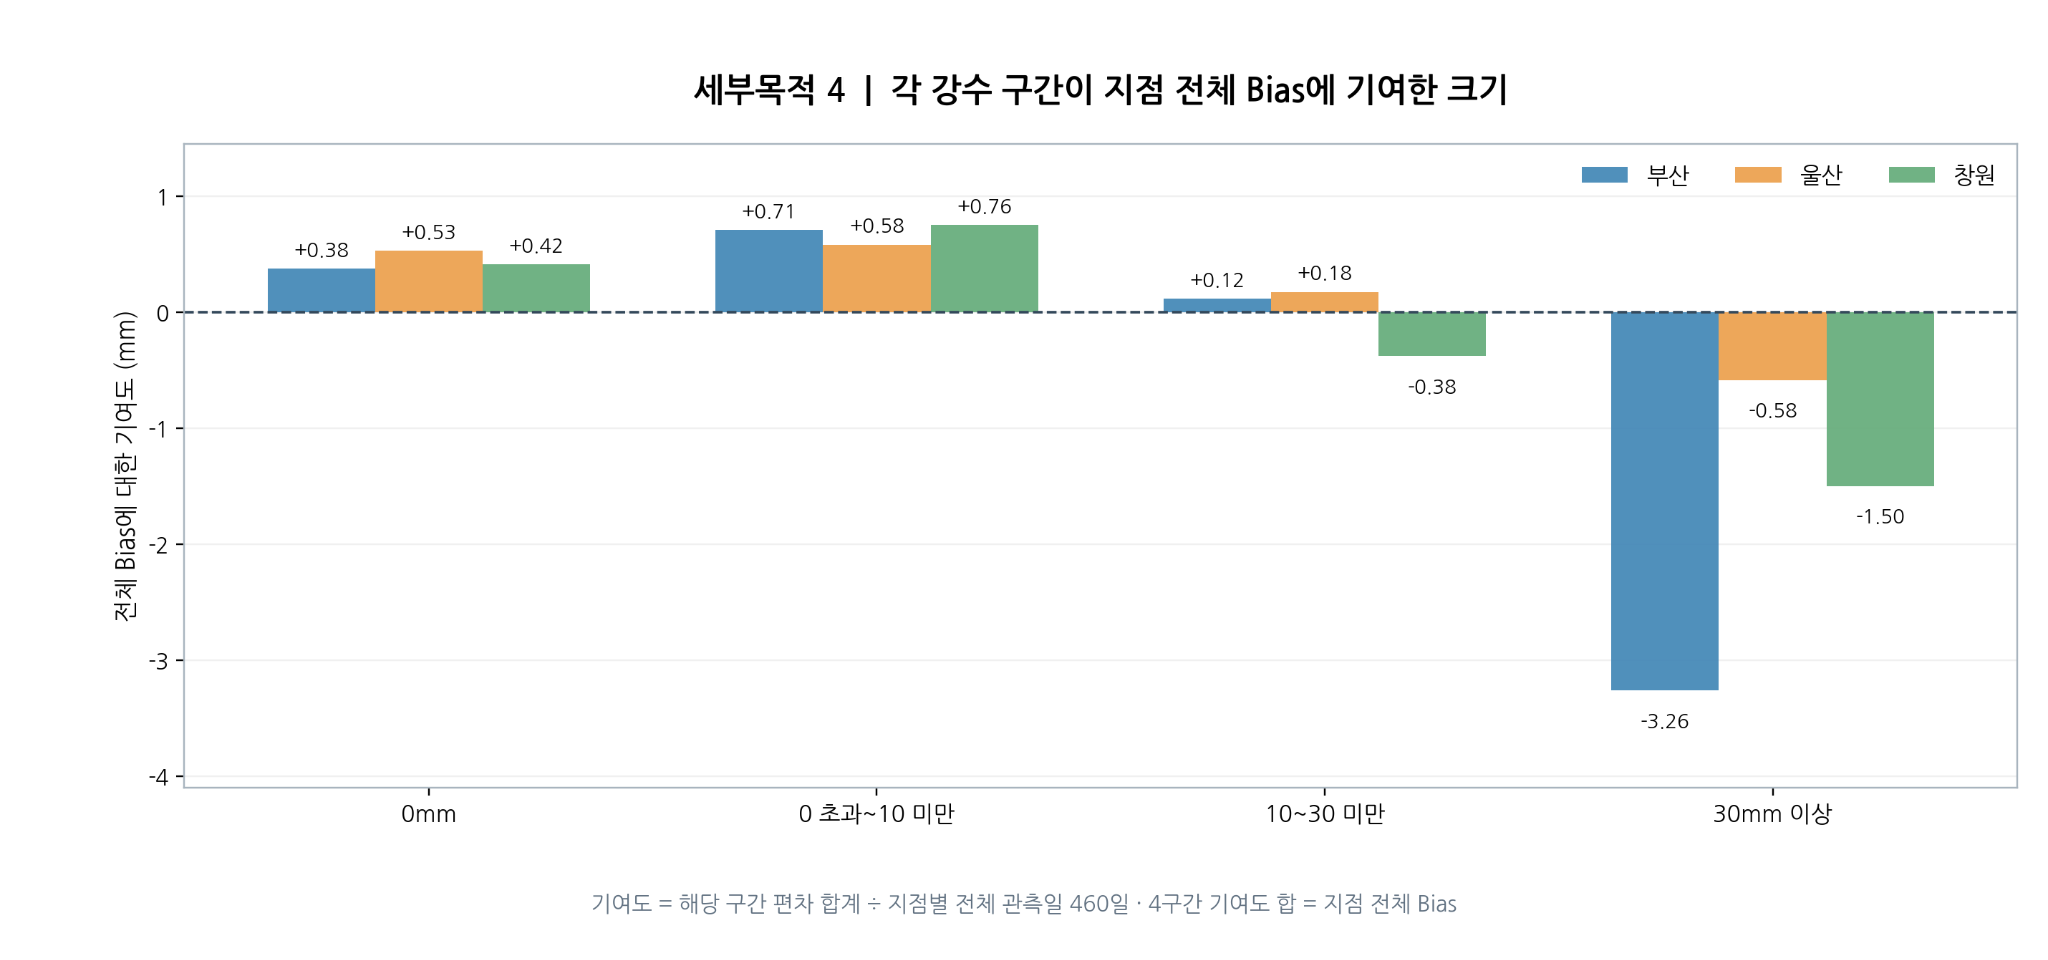 세부목적 4 | 각 강수 구간이 지점 전체 Bias에 기여한 크기
부산 울산 창원
전체 Bias에 대한 기여도 (mm)
1
0
-1
-2
-3
-4
+0.38 +0.53 +0.42
+0.71 +0.58 +0.76
+0.12 +0.18 -0.38
-3.26 -0.58 -1.50
0mm 0 초과~10 미만 10~30 미만 30mm 이상
기여도 = 해당 구간 편차 합계 ÷ 지점별 전체 관측일 460일 · 4구간 기여도 합 = 지점 전체 Bias